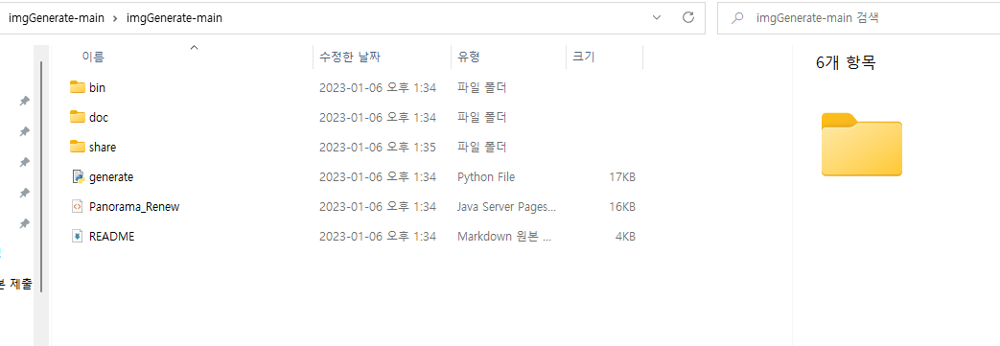 imgGenerate-main > imgGenerate-main
imgGenerate-main 검색
이름 수정한 날짜 유형 크기
6개 항목
bin 2023-01-06 오후 1:34 파일 폴더
doc 2023-01-06 오후 1:34 파일 폴더
share 2023-01-06 오후 1:35 파일 폴더
generate 2023-01-06 오후 1:34 Python File 17KB
Panorama_Renew 2023-01-06 오후 1:34 Java Server Pages... 16KB
README 2023-01-06 오후 1:34 Markdown 원본 ... 4KB
본 제출